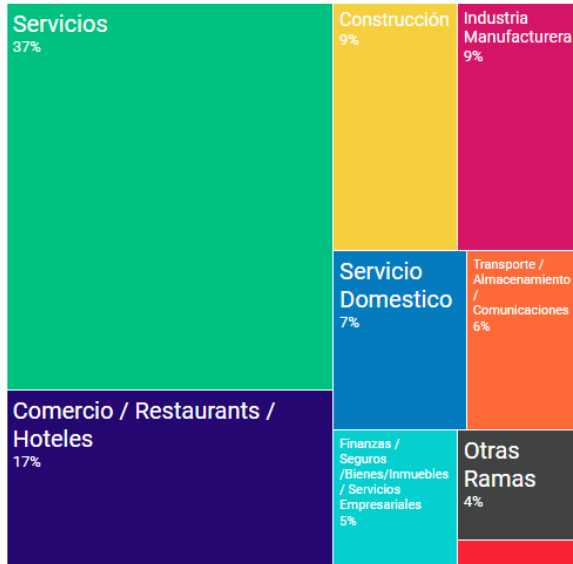 Servicios
37%
Construcción
9%
Industria
Manufacturera
9%
Servicio
Domestico
7%
Transporte /
Almacenamiento
/
Comunicaciones
6%
Comercio / Restaurants /
Hoteles
17%
Finanzas /
Seguros
/Bienes/Inmuebles
/ Servicios
Empresariales
5%
Otras
Ramas
4%